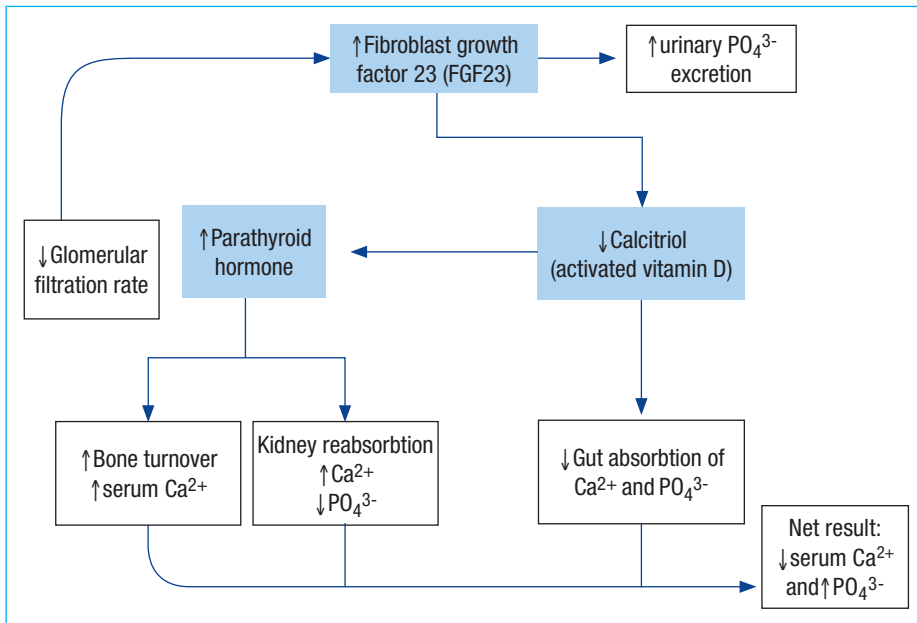 ↑Fibroblast growth
factor 23 (FGF23)
↑urinary PO₄³⁻
excretion
↓Glomerular
filtration rate
↑Parathyroid
hormone
↓Calcitriol
(activated vitamin D)
↑Bone turnover
↑serum Ca²⁺
Kidney reabsorbtion
↑Ca²⁺
↓PO₄³⁻
↓Gut absorbtion of
Ca²⁺ and PO₄³⁻
Net result:
↓serum Ca²⁺
and↑PO₄³⁻